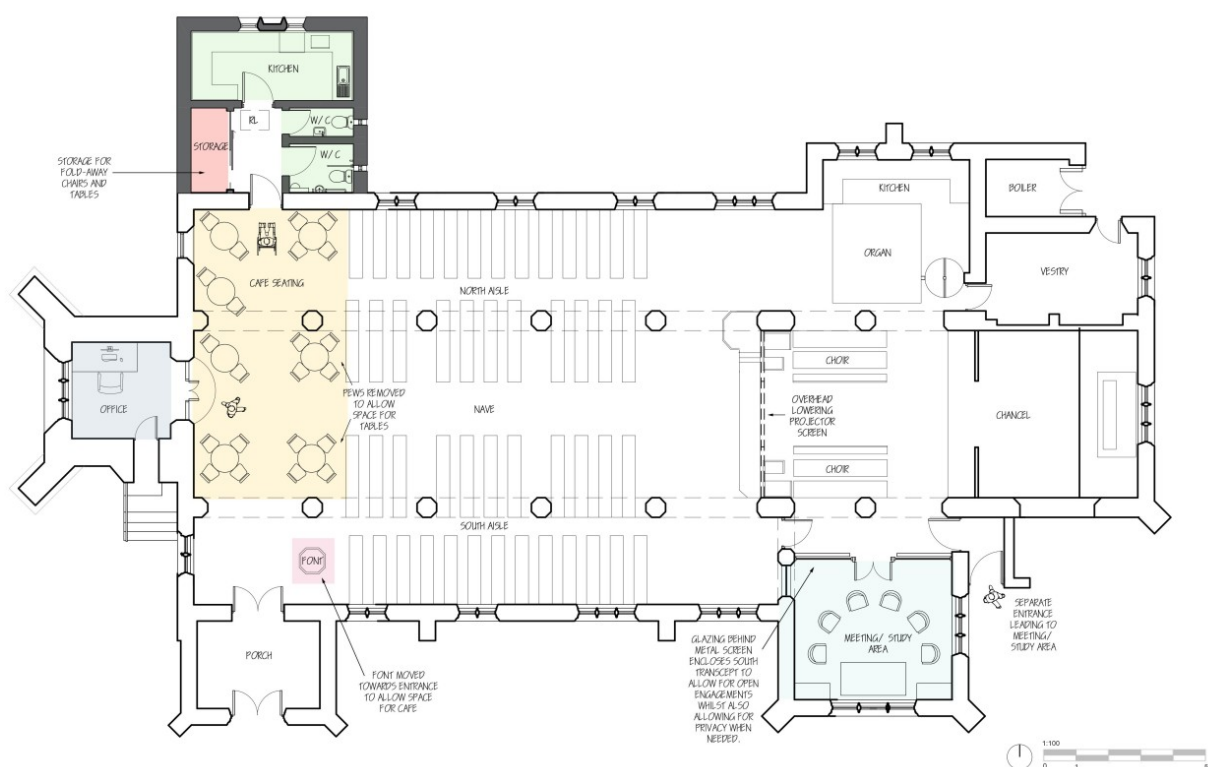 KITCHEN
RL
W/C
STORAGE
W/C
STORAGE FOR
FOLD-AWAY
CHAIRS AND
TABLES
KITCHEN
BOILER
ORGAN
VESTRY
CAFE SEATING
NORTH AISLE
OFFICE
PEWS REMOVED
TO ALLOW
SPACE FOR
TABLES
NAVE
CHOIR
OVERHEAD
LOWERING
PROJECTOR
SCREEN
CHANCEL
CHOIR
SOUTH AISLE
FONT
PORCH
FONT MOVED
TOWARDS ENTRANCE
TO ALLOW SPACE
FOR CAFE
GLAZING BEHIND
METAL SCREEN
ENCLOSES SOUTH
TRANSCEPT TO
ALLOW FOR OPEN
ENGAGEMENTS
WHILST ALSO
ALLOWING FOR
PRIVACY WHEN
NEEDED.
MEETING/ STUDY
AREA
SEPARATE
ENTRANCE
LEADING TO
MEETING/
STUDY AREA
1:100
0 1